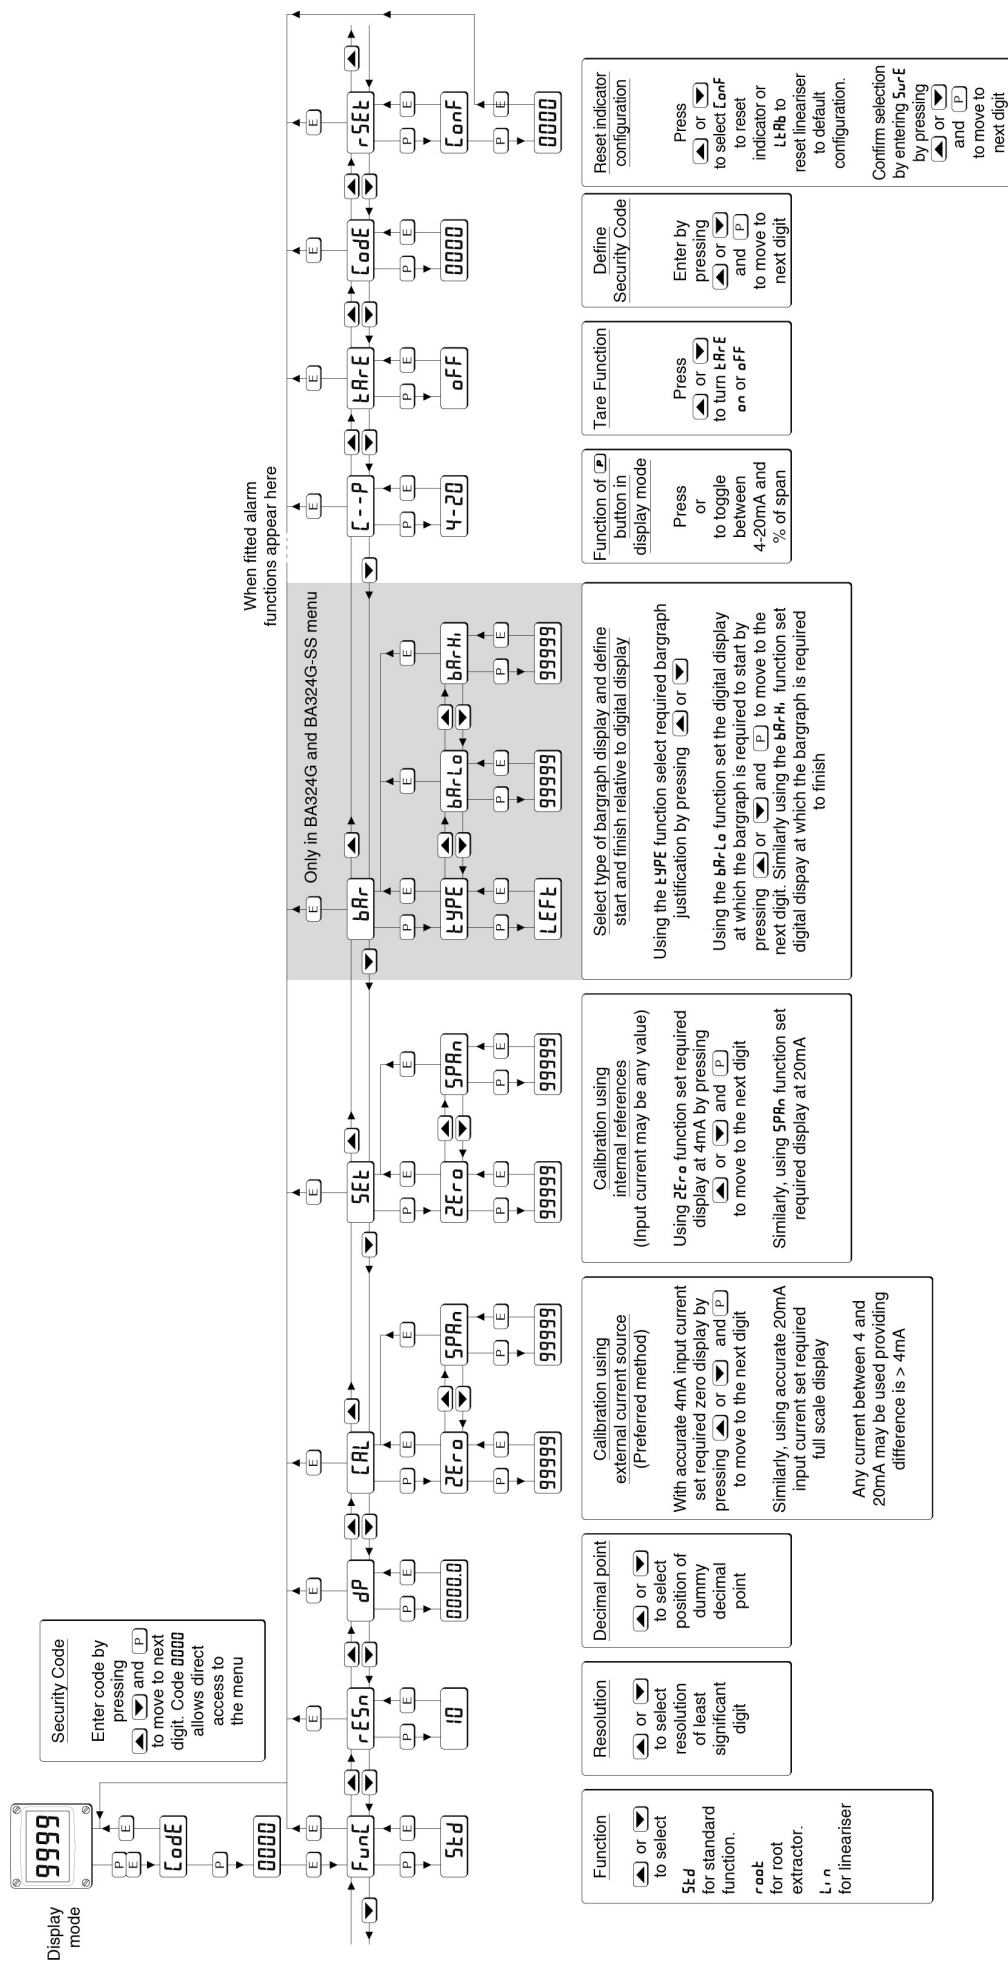 Display
mode
9999
P
E
E
CodE
P
0000
E
Security Code
Enter code by
pressing
▲ ▼ and P
to move to next
digit. Code 0000
allows direct
access to
the menu
When fitted alarm
functions appear here
Only in BA324G and BA324G-SS menu
E
E
E
E
E
E
E
E
E
FunC
rESn
dP
CAL
SEt
bAr
C--P
tArE
CodE
rSEt
P E
P E
P E
P E E
P E E
P E E E
P E
P E
P E
P E
Std
10
0000.0
2Ero
SPAn
2Ero
SPAn
tYPE
bArLo
bArHi
4-20
oFF
0000
ConF
P E
P E
P E
P E
P E
P E
P E
P E
99999
99999
99999
99999
LEFt
99999
99999
0000
Function
▲ or ▼
to select
Std
for standard
function.
root
for root
extractor.
Lin
for lineariser
Resolution
▲ or ▼
to select
resolution
of least
significant
digit
Decimal point
▲ or ▼
to select
position of
dummy
decimal
point
Calibration using
external current source
(Preferred method)
With accurate 4mA input current
set required zero display by
pressing ▲ or ▼ and P
to move to the next digit
Similarly, using accurate 20mA
input current set required
full scale display
Any current between 4 and
20mA may be used providing
difference is > 4mA
Calibration using
internal references
(Input current may be any value)
Using 2Ero function set required
display at 4mA by pressing
▲ or ▼ and P
to move to the next digit
Similarly, using SPAn function set
required display at 20mA
Select type of bargraph display and define
start and finish relative to digital display
Using the tYPE function select required bargraph
justification by pressing ▲ or ▼
Using the bArLo function set the digital display
at which the bargraph is required to start by
pressing ▲ or ▼ and P to move to the
next digit. Similarly using the bArHi function set
digital dispay at which the bargraph is required
to finish
Function of P
button in
display mode
Press
or
to toggle
between
4-20mA and
% of span
Tare Function
Press
▲ or ▼
to turn tArE
on or oFF
Define
Security Code
Enter by
pressing
▲ or ▼
and P
to move to
next digit
Reset indicator
configuration
Press
▲ or ▼
to select ConF
to reset
indicator or
LtAb to
reset lineariser
to default
configuration.
Confirm selection
by entering SurE
by pressing
▲ or ▼
and P
to move to
next digit